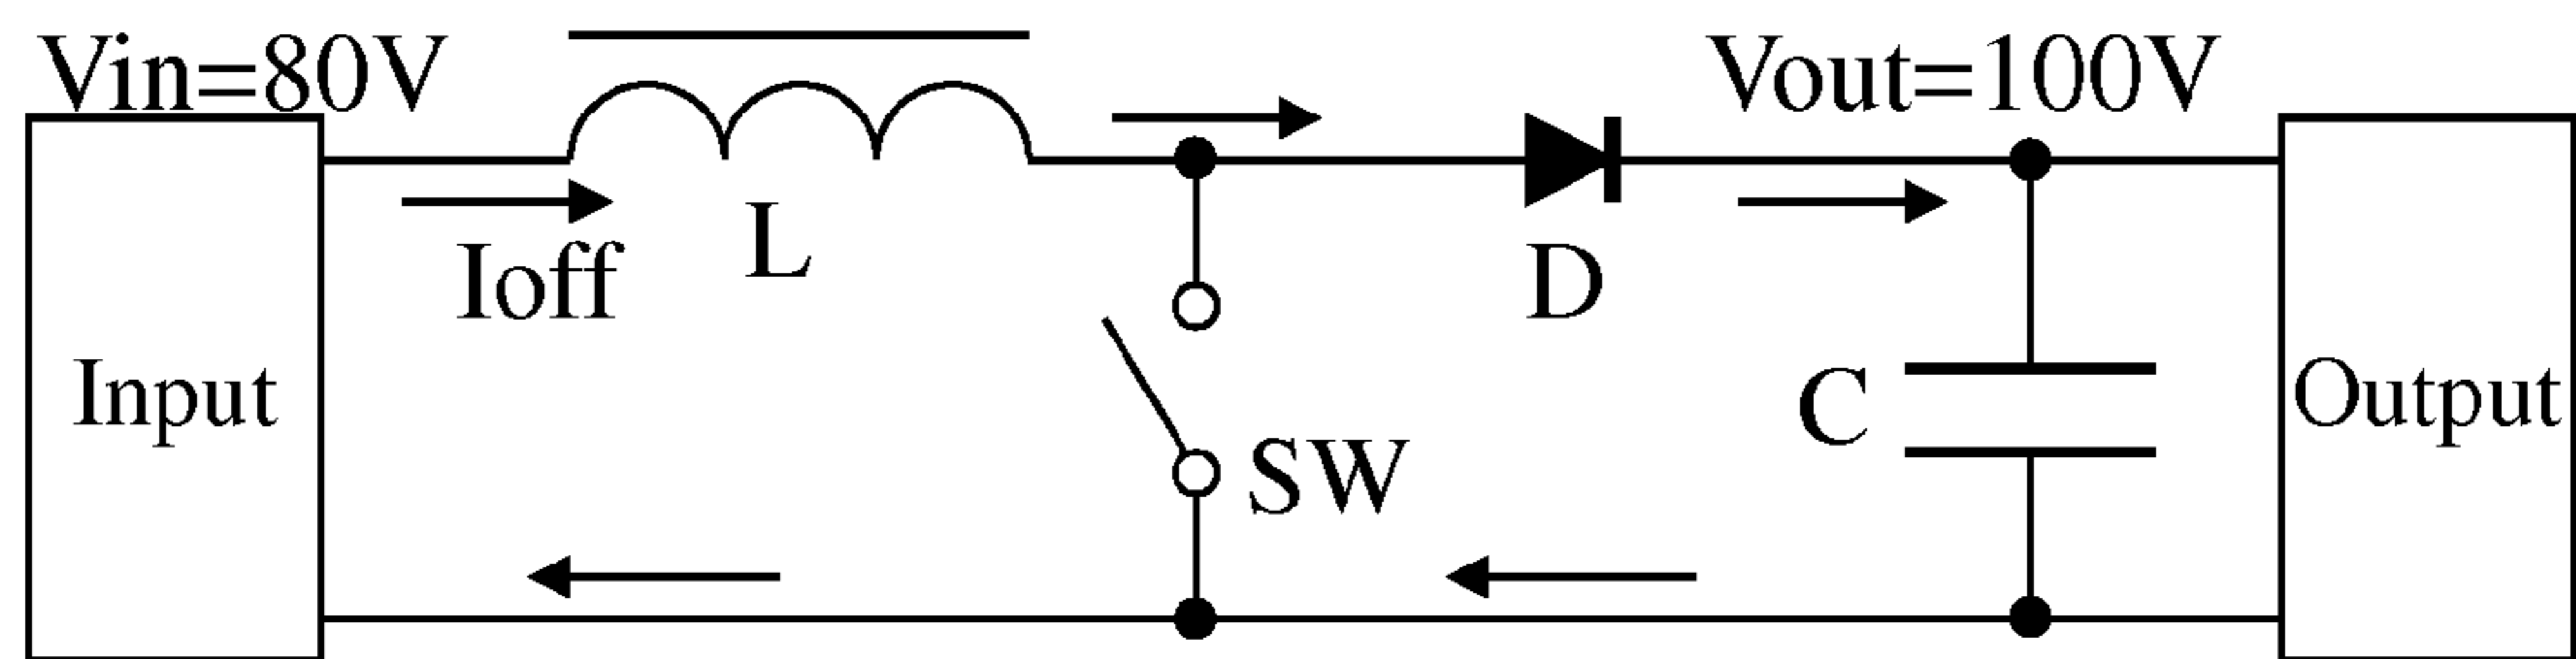 Vin=80V
Vout=100V
Ioff
L
D
Input
C
Output
SW